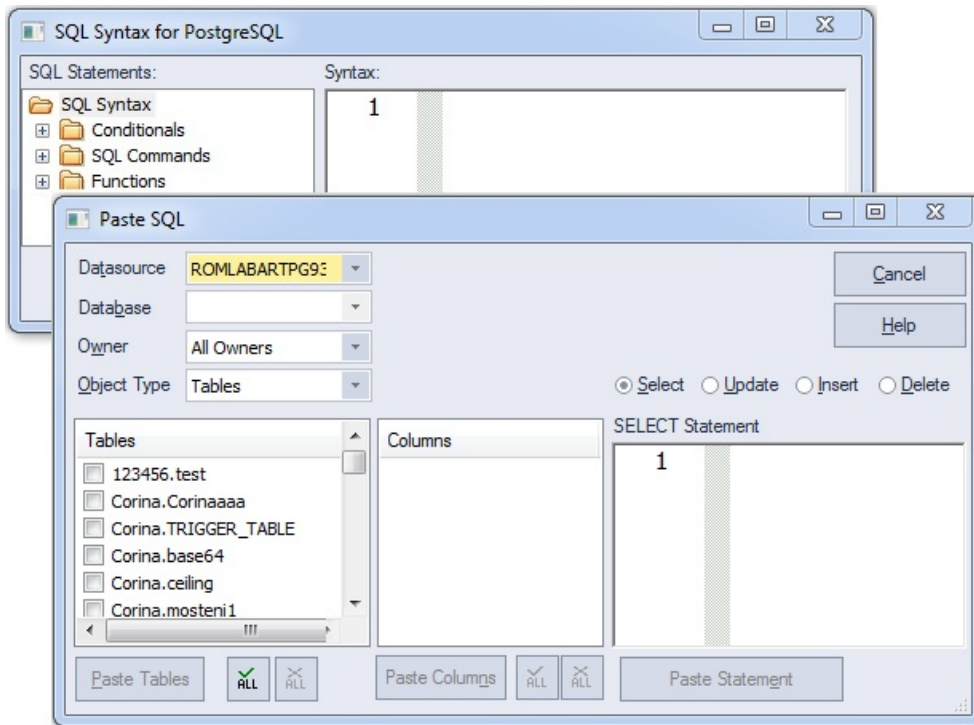 SQL Syntax for PostgreSQL
SQL Statements:
Syntax:
SQL Syntax
Conditionals
SQL Commands
Functions
1
Paste SQL
Datasource ROMLABARTPG93
Cancel
Database
Help
Owner All Owners
Object Type Tables
Select Update Insert Delete
Tables
Columns
SELECT Statement
1
123456.test
Corina.Corinaaaa
Corina.TRIGGER_TABLE
Corina.base64
Corina.ceiling
Corina.mosteni1
Paste Tables ALL ALL
Paste Columns ALL ALL
Paste Statement